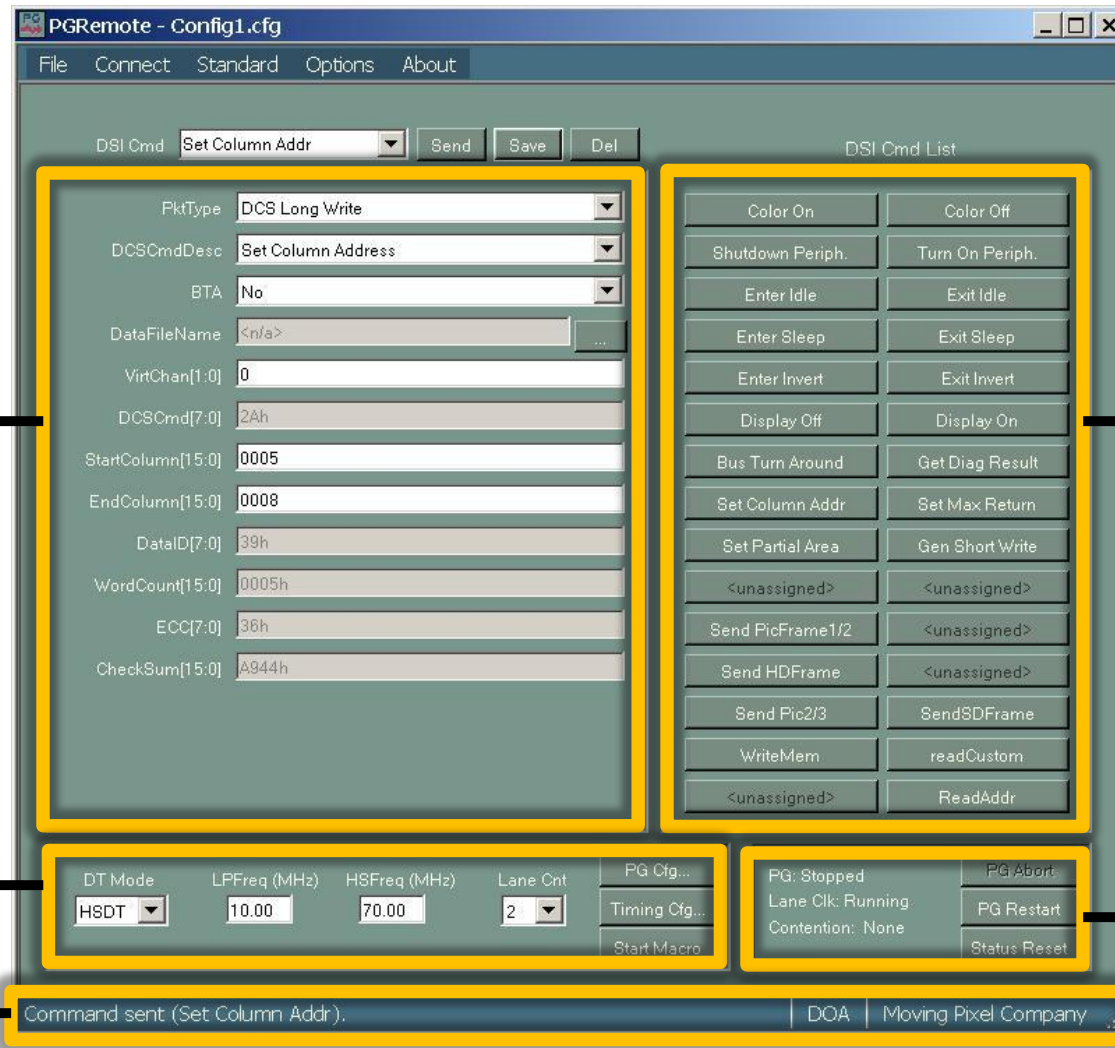 PGRemote - Config1.cfg
File Connect Standard Options About
DSI Cmd Set Column Addr Send Save Del
DSI Cmd List
PktType DCS Long Write
DCSCmdDesc Set Column Address
BTA No
DataFileName <n/a> ...
VirtChan[1:0] 0
DCSCmd[7:0] 2Ah
StartColumn[15:0] 0005
EndColumn[15:0] 0008
DataID[7:0] 39h
WordCount[15:0] 0005h
ECC[7:0] 36h
CheckSum[15:0] A944h
Color On Color Off
Shutdown Periph. Turn On Periph.
Enter Idle Exit Idle
Enter Sleep Exit Sleep
Enter Invert Exit Invert
Display Off Display On
Bus Turn Around Get Diag Result
Set Column Addr Set Max Return
Set Partial Area Gen Short Write
<unassigned> <unassigned>
Send PicFrame1/2 <unassigned>
Send HDFrame <unassigned>
Send Pic2/3 SendSDFrame
WriteMem readCustom
<unassigned> ReadAddr
DT Mode LPFreq (MHz) HSFreq (MHz) Lane Cnt
HSDT 10.00 70.00 2
PG Cfg...
Timing Cfg...
Start Macro
PG: Stopped
Lane Clk: Running
Contention: None
PG Abort
PG Restart
Status Reset
Command sent (Set Column Addr). DOA Moving Pixel Company